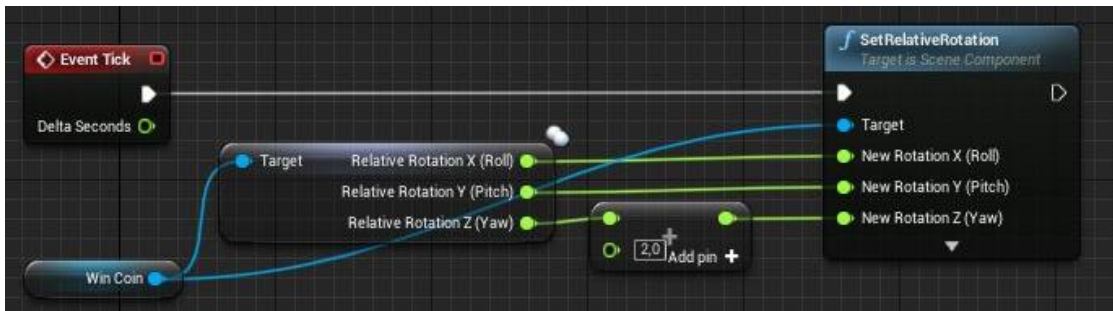 Event Tick
Delta Seconds
Target
Relative Rotation X (Roll)
Relative Rotation Y (Pitch)
Relative Rotation Z (Yaw)
Win Coin
2,0
Add pin +
f SetRelativeRotation
Target is Scene Component
Target
New Rotation X (Roll)
New Rotation Y (Pitch)
New Rotation Z (Yaw)